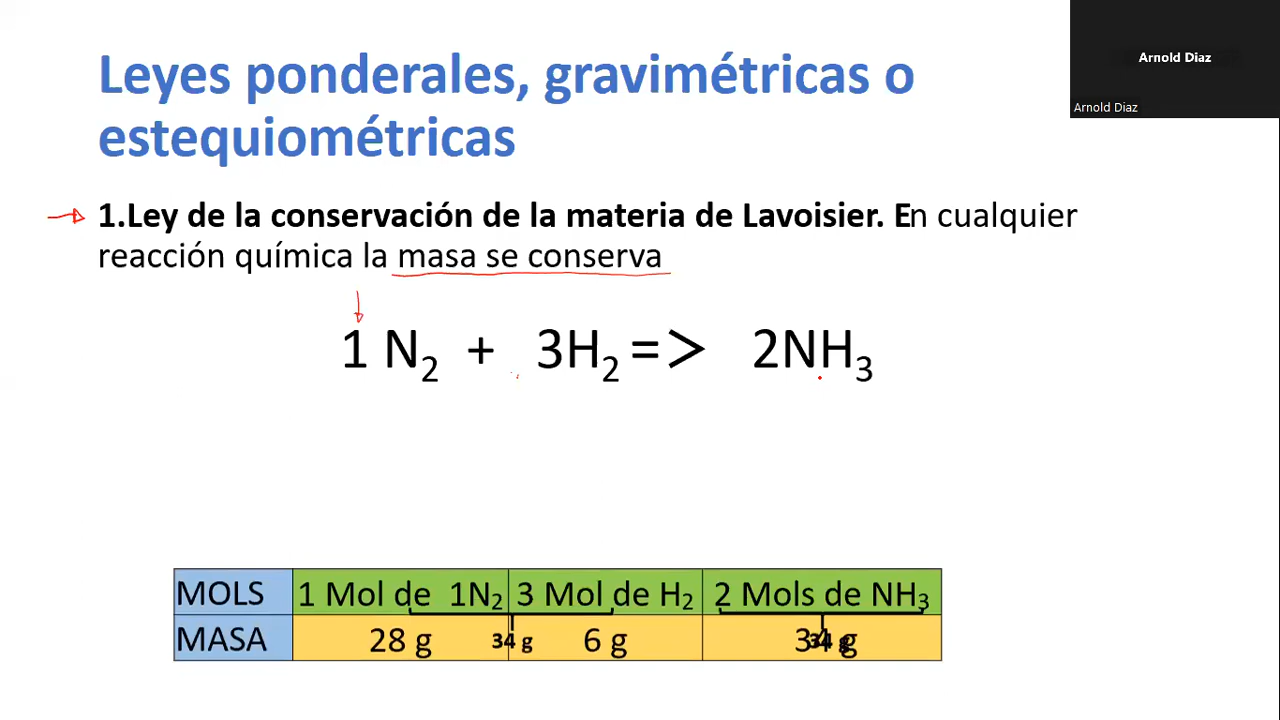 Arnold Diaz
Arnold Diaz
Leyes ponderales, gravimétricas o
estequiométricas
1.Ley de la conservación de la materia de Lavoisier. En cualquier
reacción química la masa se conserva
1 N₂ + 3H₂ => 2NH₃
MOLS 1 Mol de 1N₂ 3 Mol de H₂ 2 Mols de NH₃
MASA 28 g 34 g 6 g 34 g 34 g